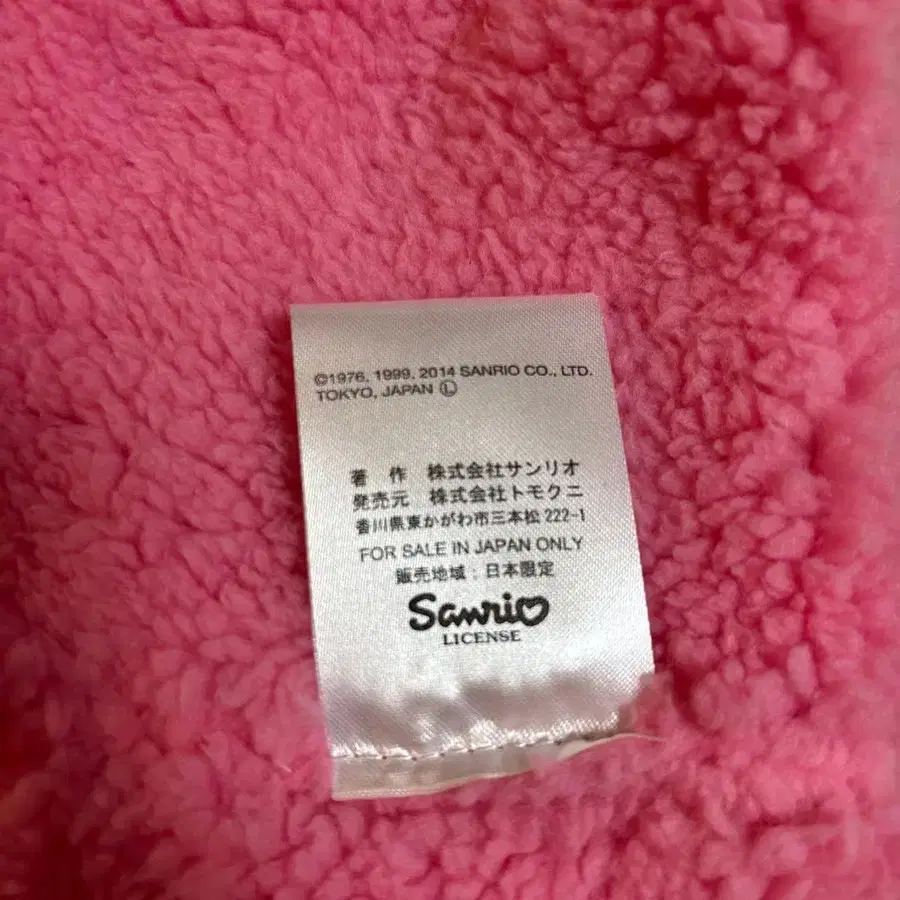 ©1976, 1999, 2014 SANRIO CO., LTD.
TOKYO, JAPAN Ⓛ
著 作 株式会社サンリオ
発売元 株式会社トモクニ
香川県東かがわ市三本松 222-1
FOR SALE IN JAPAN ONLY
販売地域：日本限定
Sanrio
LICENSE